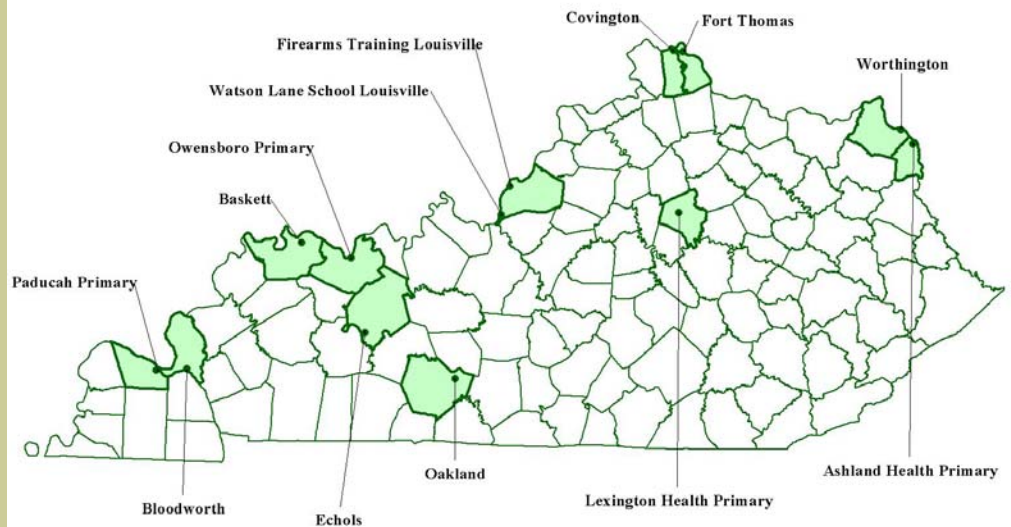 Covington
Fort Thomas
Firearms Training Louisville
Worthington
Watson Lane School Louisville
Owensboro Primary
Baskett
Paducah Primary
Oakland
Ashland Health Primary
Lexington Health Primary
Bloodworth
Echols